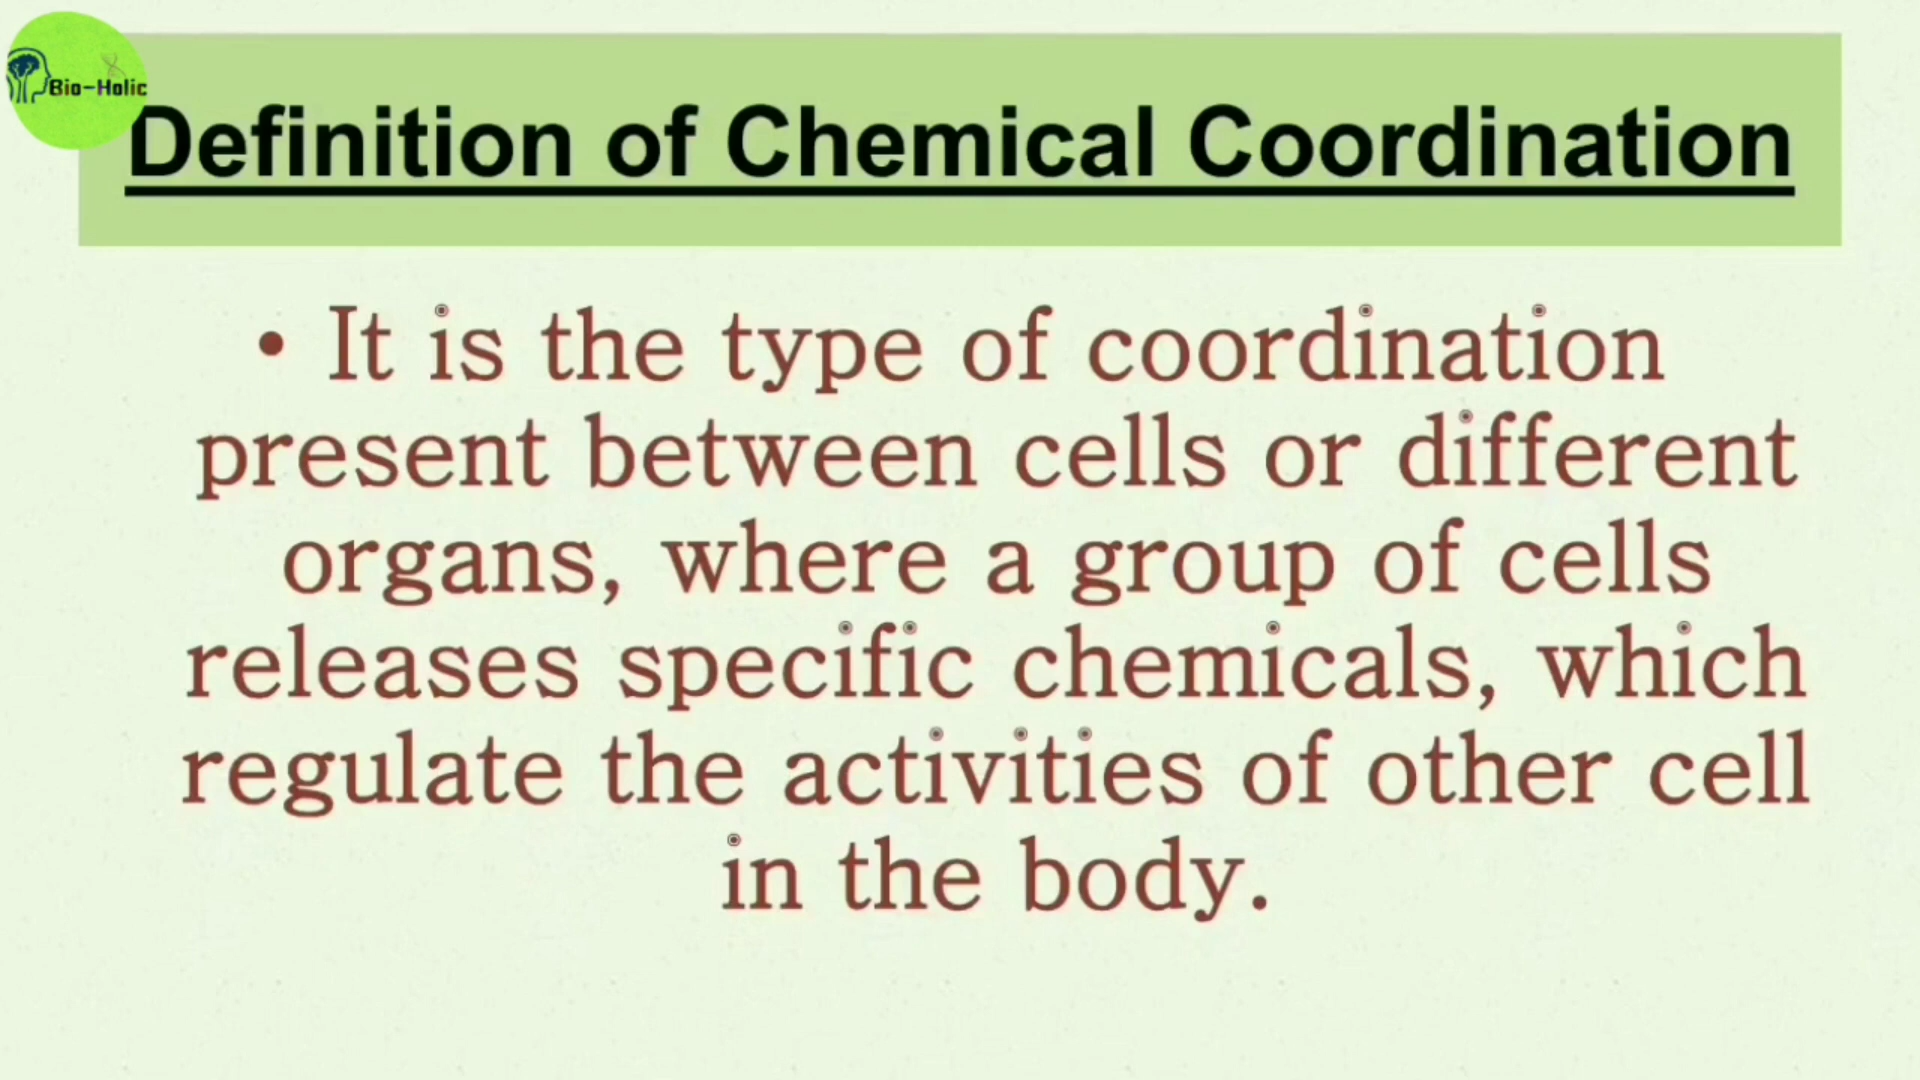 Bio-Holic
Definition of Chemical Coordination
• It is the type of coordination
present between cells or different
organs, where a group of cells
releases specific chemicals, which
regulate the activities of other cell
in the body.